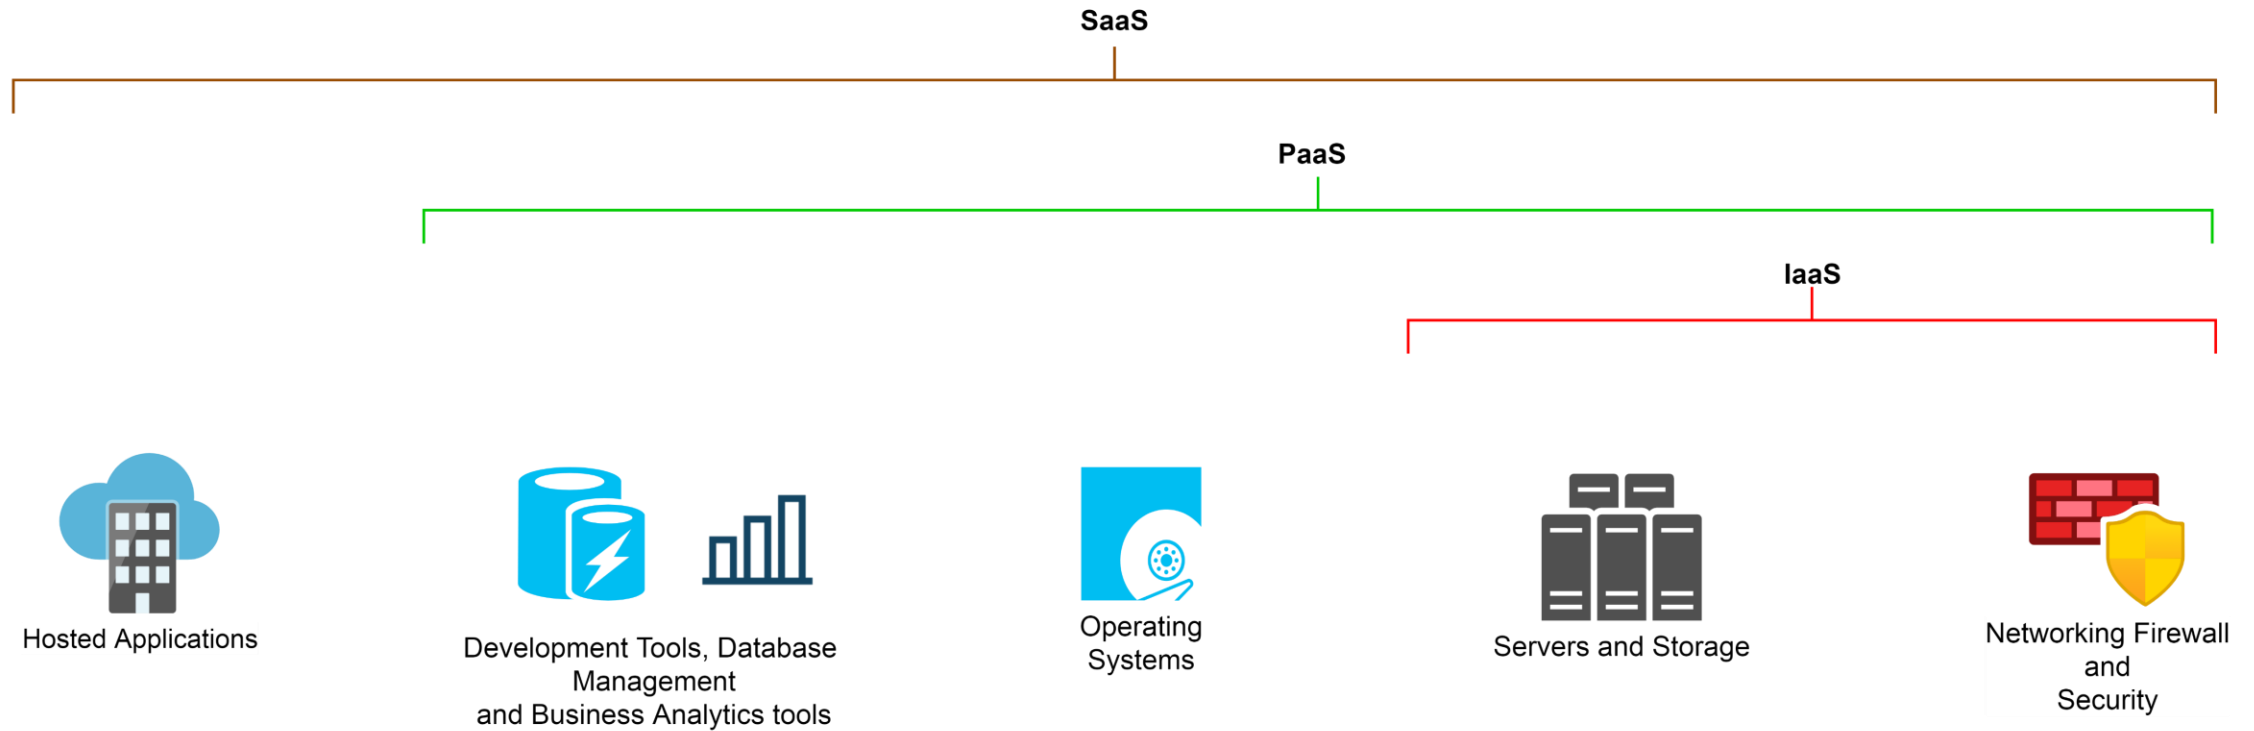 SaaS
PaaS
IaaS
Hosted Applications
Development Tools, Database
Management
and Business Analytics tools
Operating
Systems
Servers and Storage
Networking Firewall
and
Security